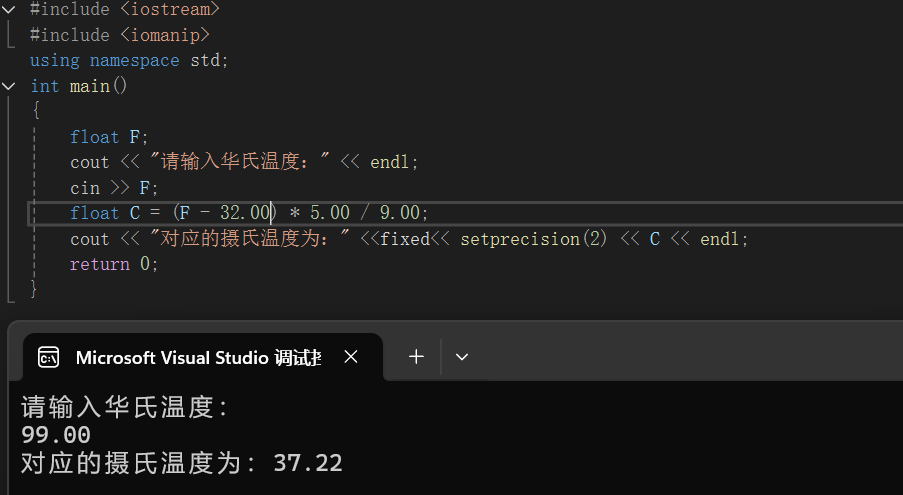 #include <iostream>
#include <iomanip>
using namespace std;
int main()
{
float F;
cout << "请输入华氏温度：" << endl;
cin >> F;
float C = (F - 32.00) * 5.00 / 9.00;
cout << "对应的摄氏温度为：" <<fixed<< setprecision(2) << C << endl;
return 0;
}
Microsoft Visual Studio 调试
请输入华氏温度：
99.00
对应的摄氏温度为：37.22